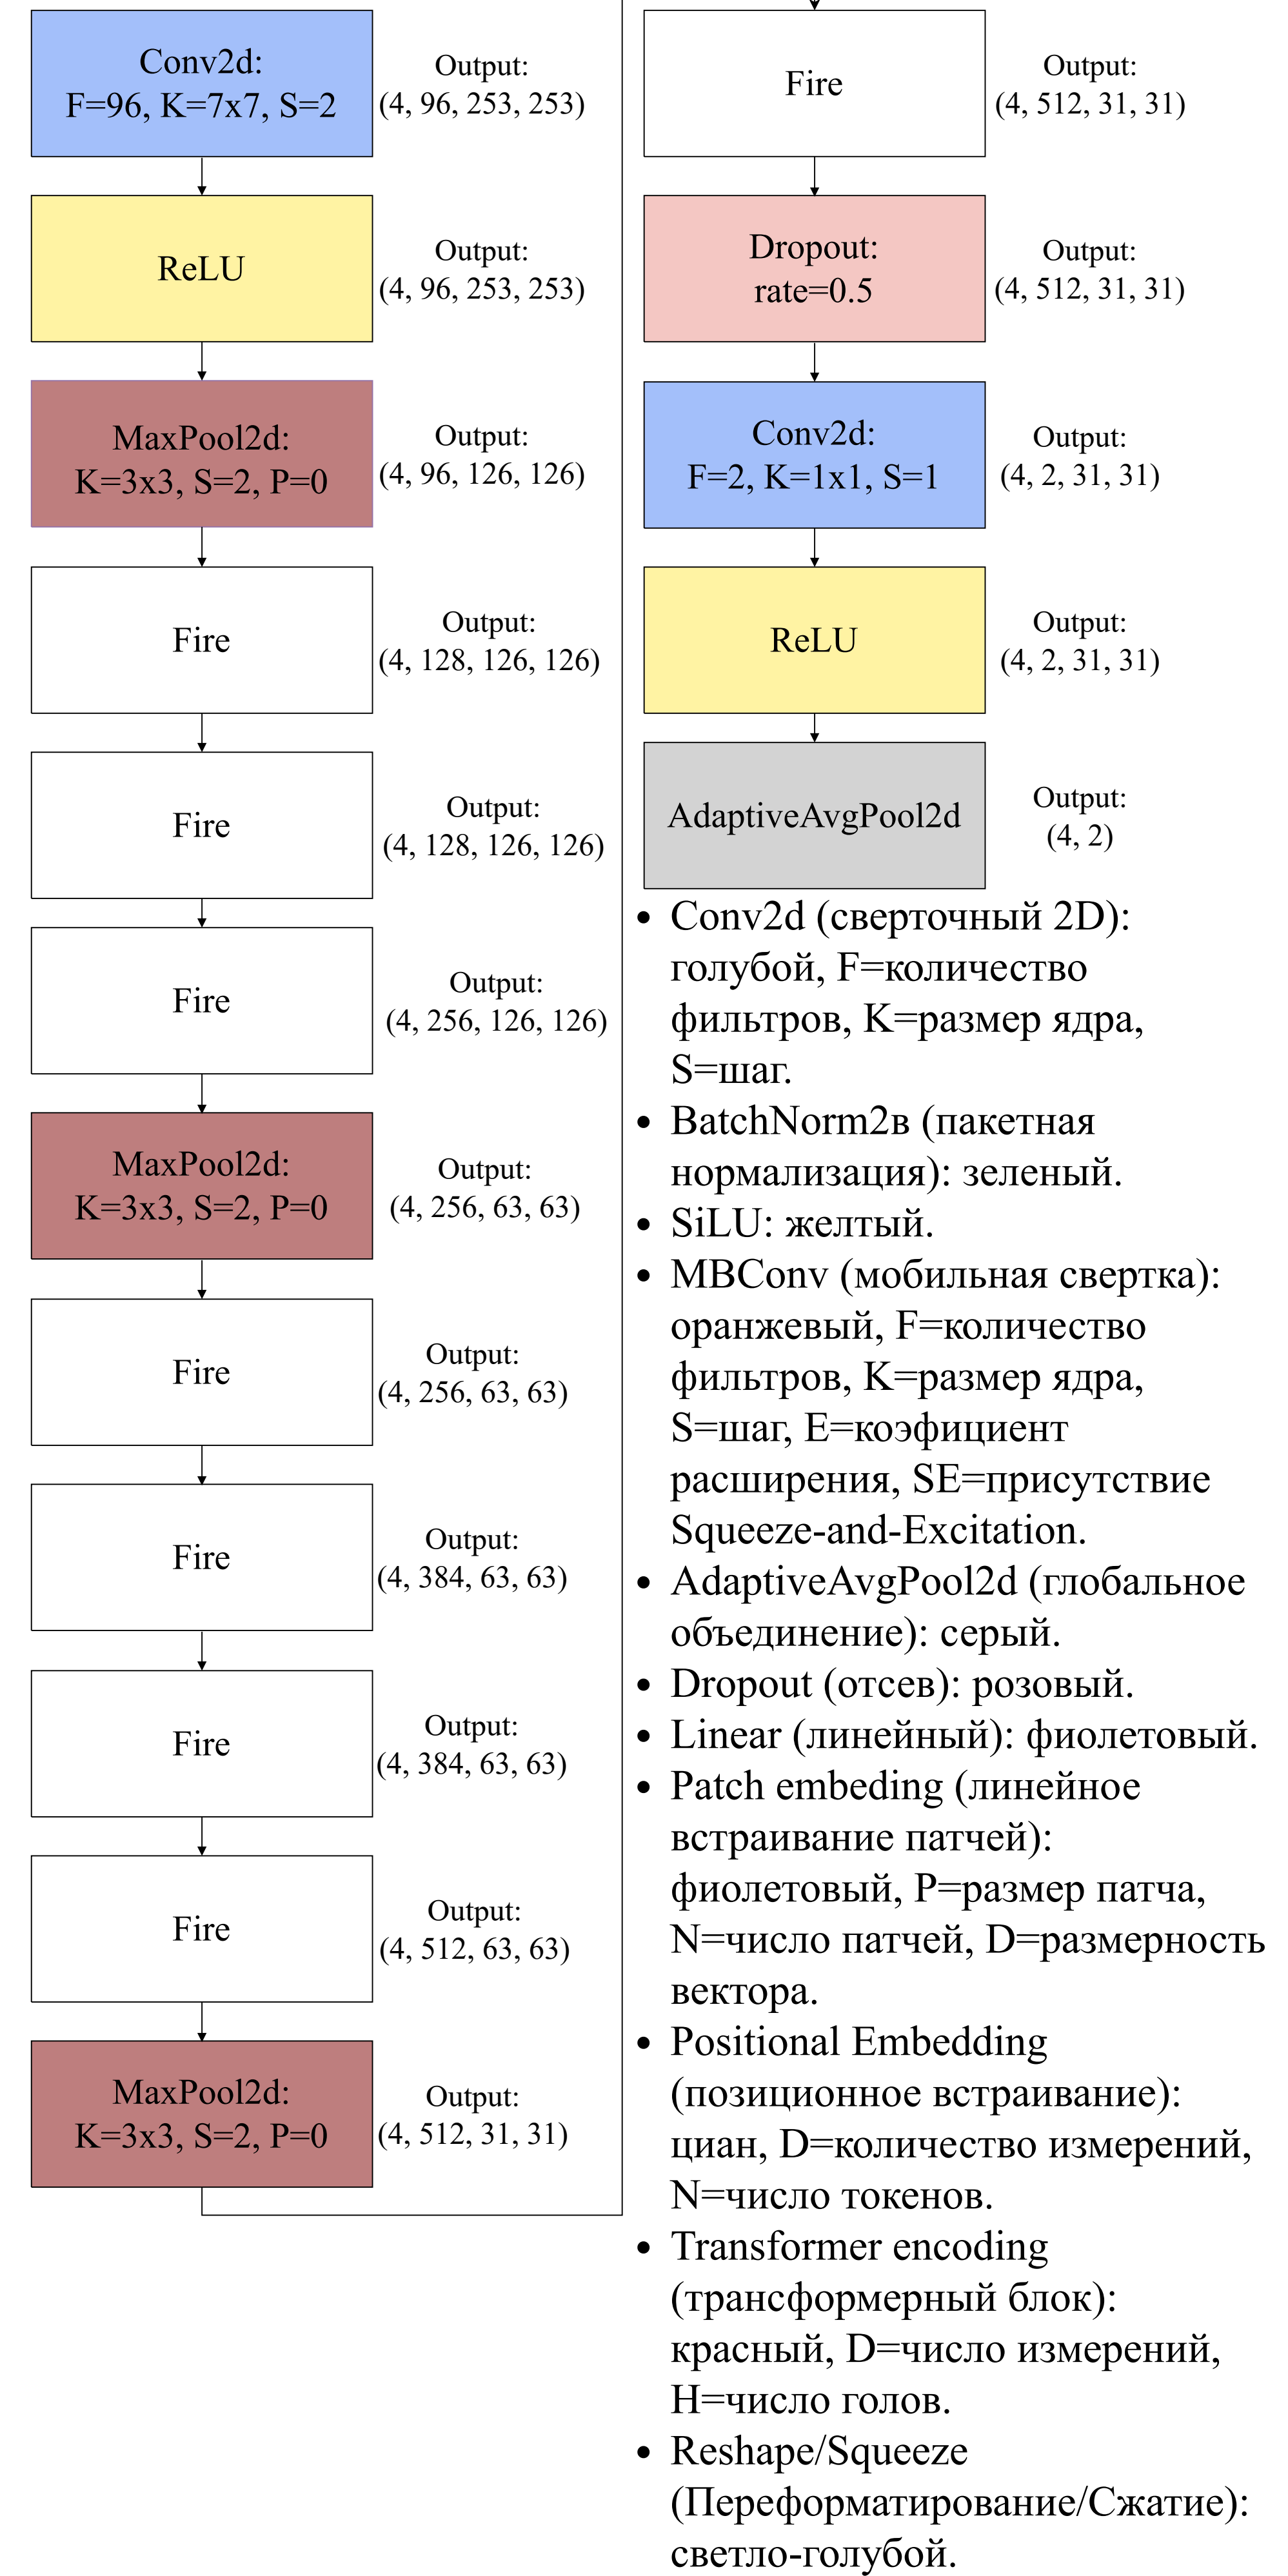 Conv2d:
F=96, K=7x7, S=2
Output:
(4, 96, 253, 253)
ReLU
Output:
(4, 96, 253, 253)
MaxPool2d:
K=3x3, S=2, P=0
Output:
(4, 96, 126, 126)
Fire
Output:
(4, 128, 126, 126)
Fire
Output:
(4, 128, 126, 126)
Fire
Output:
(4, 256, 126, 126)
MaxPool2d:
K=3x3, S=2, P=0
Output:
(4, 256, 63, 63)
Fire
Output:
(4, 256, 63, 63)
Fire
Output:
(4, 384, 63, 63)
Fire
Output:
(4, 384, 63, 63)
Fire
Output:
(4, 512, 63, 63)
MaxPool2d:
K=3x3, S=2, P=0
Output:
(4, 512, 31, 31)
Fire
Output:
(4, 512, 31, 31)
Dropout:
rate=0.5
Output:
(4, 512, 31, 31)
Conv2d:
F=2, K=1x1, S=1
Output:
(4, 2, 31, 31)
ReLU
Output:
(4, 2, 31, 31)
AdaptiveAvgPool2d
Output:
(4, 2)
• Conv2d (сверточный 2D):
голубой, F=количество
фильтров, K=размер ядра,
S=шаг.
• BatchNorm2в (пакетная
нормализация): зеленый.
• SiLU: желтый.
• MBConv (мобильная свертка):
оранжевый, F=количество
фильтров, K=размер ядра,
S=шаг, E=коэфициент
расширения, SE=присутствие
Squeeze-and-Excitation.
• AdaptiveAvgPool2d (глобальное
объединение): серый.
• Dropout (отсев): розовый.
• Linear (линейный): фиолетовый.
• Patch embeding (линейное
встраивание патчей):
фиолетовый, P=размер патча,
N=число патчей, D=размерность
вектора.
• Positional Embedding
(позиционное встраивание):
циан, D=количество измерений,
N=число токенов.
• Transformer encoding
(трансформерный блок):
красный, D=число измерений,
H=число голов.
• Reshape/Squeeze
(Переформатирование/Сжатие):
светло-голубой.